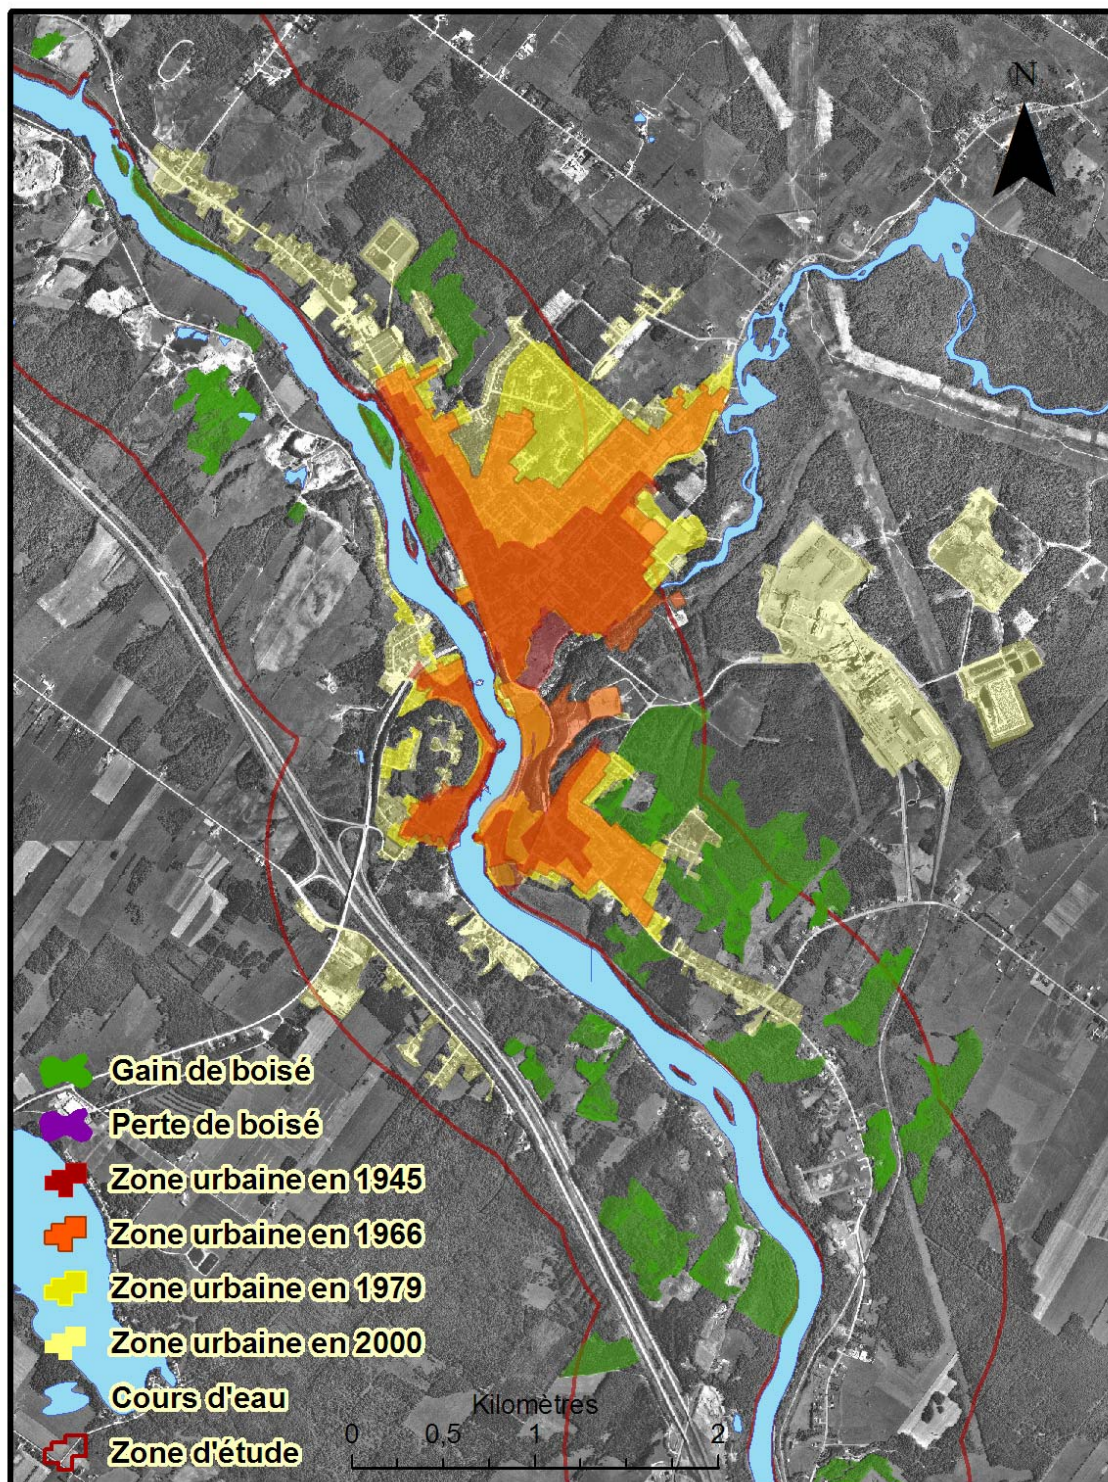 N
Gain de boisé
Perte de boisé
Zone urbaine en 1945
Zone urbaine en 1966
Zone urbaine en 1979
Zone urbaine en 2000
Cours d'eau
Zone d'étude
Kilomètres
0 0,5 1 2